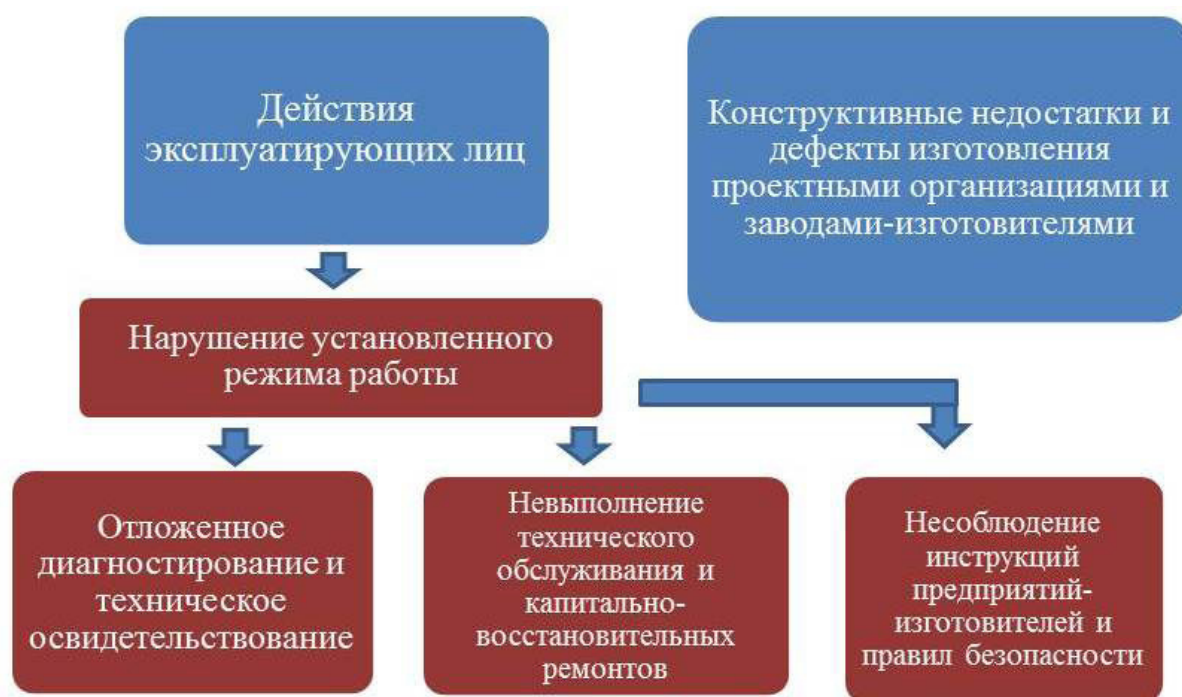 Действия
эксплуатирующих лиц
Конструктивные недостатки и
дефекты изготовления
проектными организациями и
заводами-изготовителями
Нарушение установленного
режима работы
Отложенное
диагностирование и
техническое
освидетельствование
Невыполнение
технического
обслуживания и
капитально-
восстановительных
ремонтов
Несоблюдение
инструкций
предприятий-
изготовителей и
правил безопасности